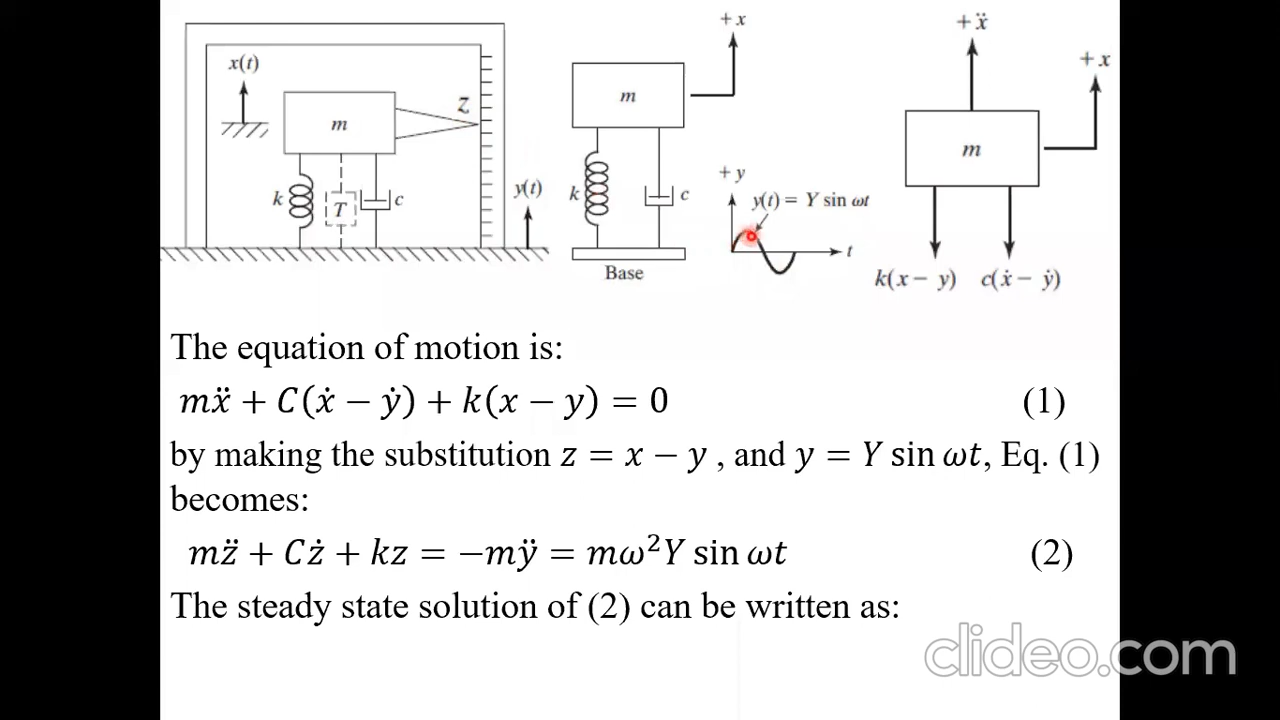 x(t)
m
Z
k
T
c
y(t)
+ x
m
k
c
Base
+ y
y(t) = Y sin ωt
t
+ ẍ
+ x
m
k(x − y) c(ẋ − ẏ)
The equation of motion is:
mẍ + C(ẋ − ẏ) + k(x − y) = 0 (1)
by making the substitution z = x − y , and y = Y sin ωt, Eq. (1)
becomes:
mz̈ + Cż + kz = −mÿ = mω²Y sin ωt (2)
The steady state solution of (2) can be written as:
clideo.com